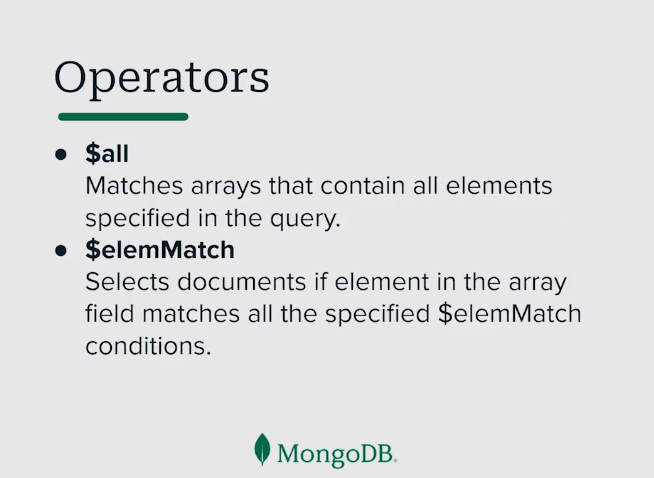 Operators
● $all
Matches arrays that contain all elements
specified in the query.
● $elemMatch
Selects documents if element in the array
field matches all the specified $elemMatch
conditions.
MongoDB.